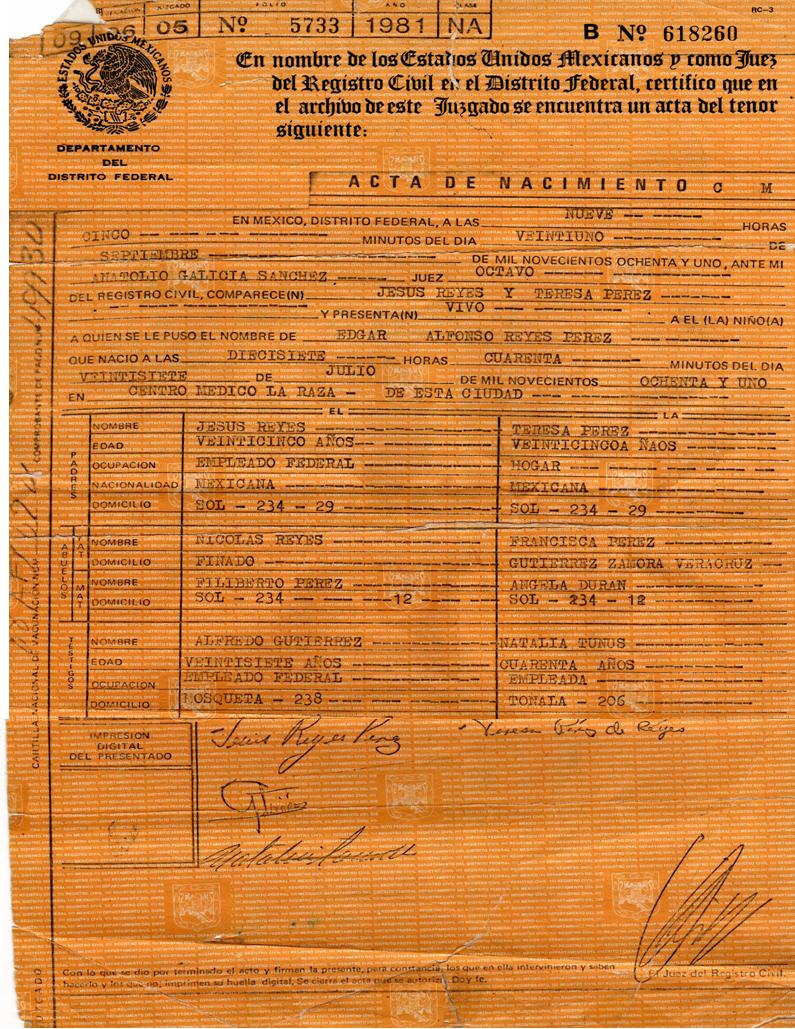 JUZGADO FOLIO AÑO CLASE RC-3
05 Nº 5733 1981 NA B Nº 618260
ESTADOS UNIDOS MEXICANOS
En nombre de los Estados Unidos Mexicanos y como Juez
del Registro Civil en el Distrito Federal, certifico que en
el archivo de este Juzgado se encuentra un acta del tenor
siguiente:
DEPARTAMENTO
DEL
DISTRITO FEDERAL
ACTA DE NACIMIENTO C M
EN MEXICO, DISTRITO FEDERAL, A LAS NUEVE -- ----- HORAS
CINCO -- -- -- -- -- -- -- MINUTOS DEL DIA VEINTIUNO -- -- -- -- DE
SEPTIEMBRE -- -- -- -- DE MIL NOVECIENTOS OCHENTA Y UNO, ANTE MI
ANATOLIO GALICIA SANCHEZ ----- JUEZ OCTAVO -- -- -- --
DEL REGISTRO CIVIL, COMPARECE(N) JESUS REYES Y TERESA PEREZ -----
Y PRESENTA(N) VIVO -- -- -- A EL (LA) NIÑO(A)
A QUIEN SE LE PUSO EL NOMBRE DE EDGAR ALFONSO REYES PEREZ -- -----
QUE NACIO A LAS DIECISIETE ------ HORAS CUARENTA ------ MINUTOS DEL DIA
VEINTISIETE DE JULIO DE MIL NOVECIENTOS OCHENTA Y UNO
EN CENTRO MEDICO LA RAZA - DE ESTA CIUDAD -----
EL LA
PADRES
NOMBRE JESUS REYES ----- TERESA PEREZ -----
EDAD VEINTICINCO AÑOS-- ----- VEINTICINCOA ÑAOS-----
OCUPACION EMPLEADO FEDERAL ----- HOGAR -----
NACIONALIDAD MEXICANA ----- MEXICANA -----
DOMICILIO SOL - 234 - 29 ----- SOL - 234 - 29 -----
ABUELOS
PAT
NOMBRE NICOLAS REYES ----- FRANCISCA PEREZ -----
DOMICILIO FINADO ----- GUTIERREZ ZAMORA VERACRUZ --
MAT
NOMBRE FILIBERTO PEREZ ----- ANGELA DURAN -----
DOMICILIO SOL - 234 -----12 ----- SOL - 234 - 12 -----
TESTIGOS
NOMBRE ALFREDO GUTIERREZ ----- NATALIA TUNUS -----
EDAD VEINTISIETE AÑOS ----- CUARENTA AÑOS -----
OCUPACION EMPLEADO FEDERAL ----- EMPLEADA -----
DOMICILIO MOSQUETA - 238 ----- TONALA - 206 -----
Jesus Reyes Perez Teresa Pérez de Reyes
IMPRESION
DIGITAL
DEL PRESENTADO
CARTILLA NACIONAL DE VACUNACION NUM.
COMPROBANTE DE PAGO NUM.
JUZGADO
Con lo que se dio por terminado el acto y firman la presente, para constancia, los que en ella intervinieron y saben
hacerlo y los que no, imprimen su huella digital. Se cierra el acta que se autoriza. Doy fe.
El Juez del Registro Civil.